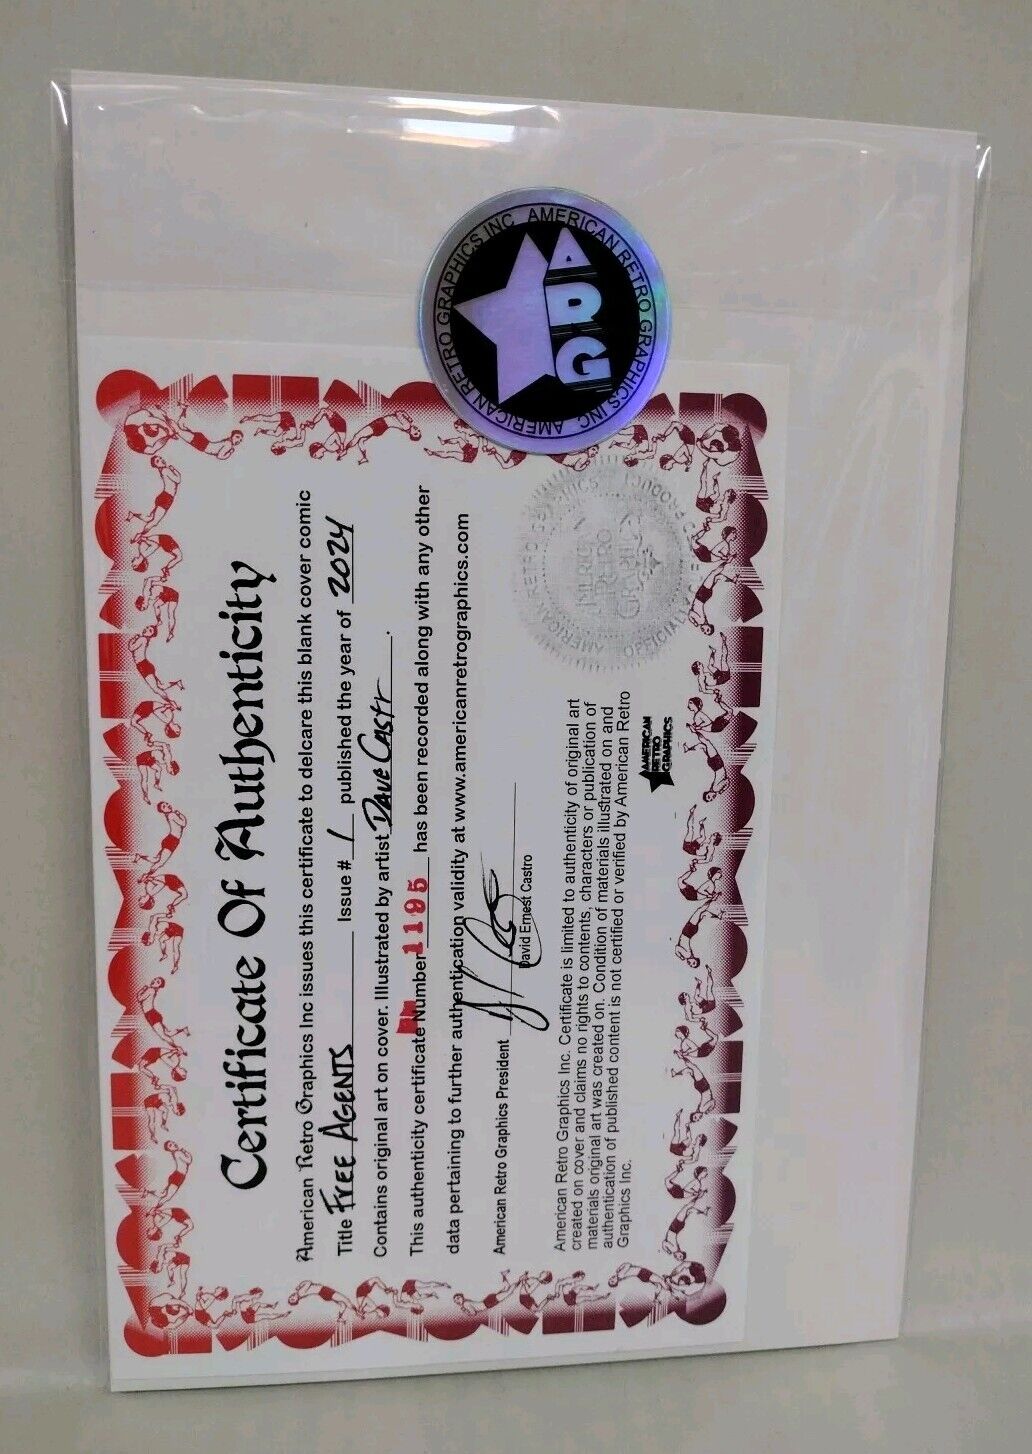 AMERICAN RETRO GRAPHICS INC
AMERICAN RETRO GRAPHICS INC
ARG
Certificate Of Authenticity
American Retro Graphics Inc issues this certificate to delcare this blank cover comic
Title FREE AGENTS Issue # 1 published the year of 2024
Contains original art on cover. Illustrated by artist Dave Castr.
This authenticity certificate Number 1195 has been recorded along with any other
data pertaining to further authentication validity at www.americanretrographics.com
American Retro Graphics President
David Ernest Castro
American Retro Graphics Inc. Certificate is limited to authenticity of original art
created on cover and claims no rights to contents, characters or publication of
materials original art was created on. Condition of materials illustrated on and
authentication of published content is not certified or verified by American Retro
Graphics Inc.
AMERICAN
RETRO
GRAPHICS